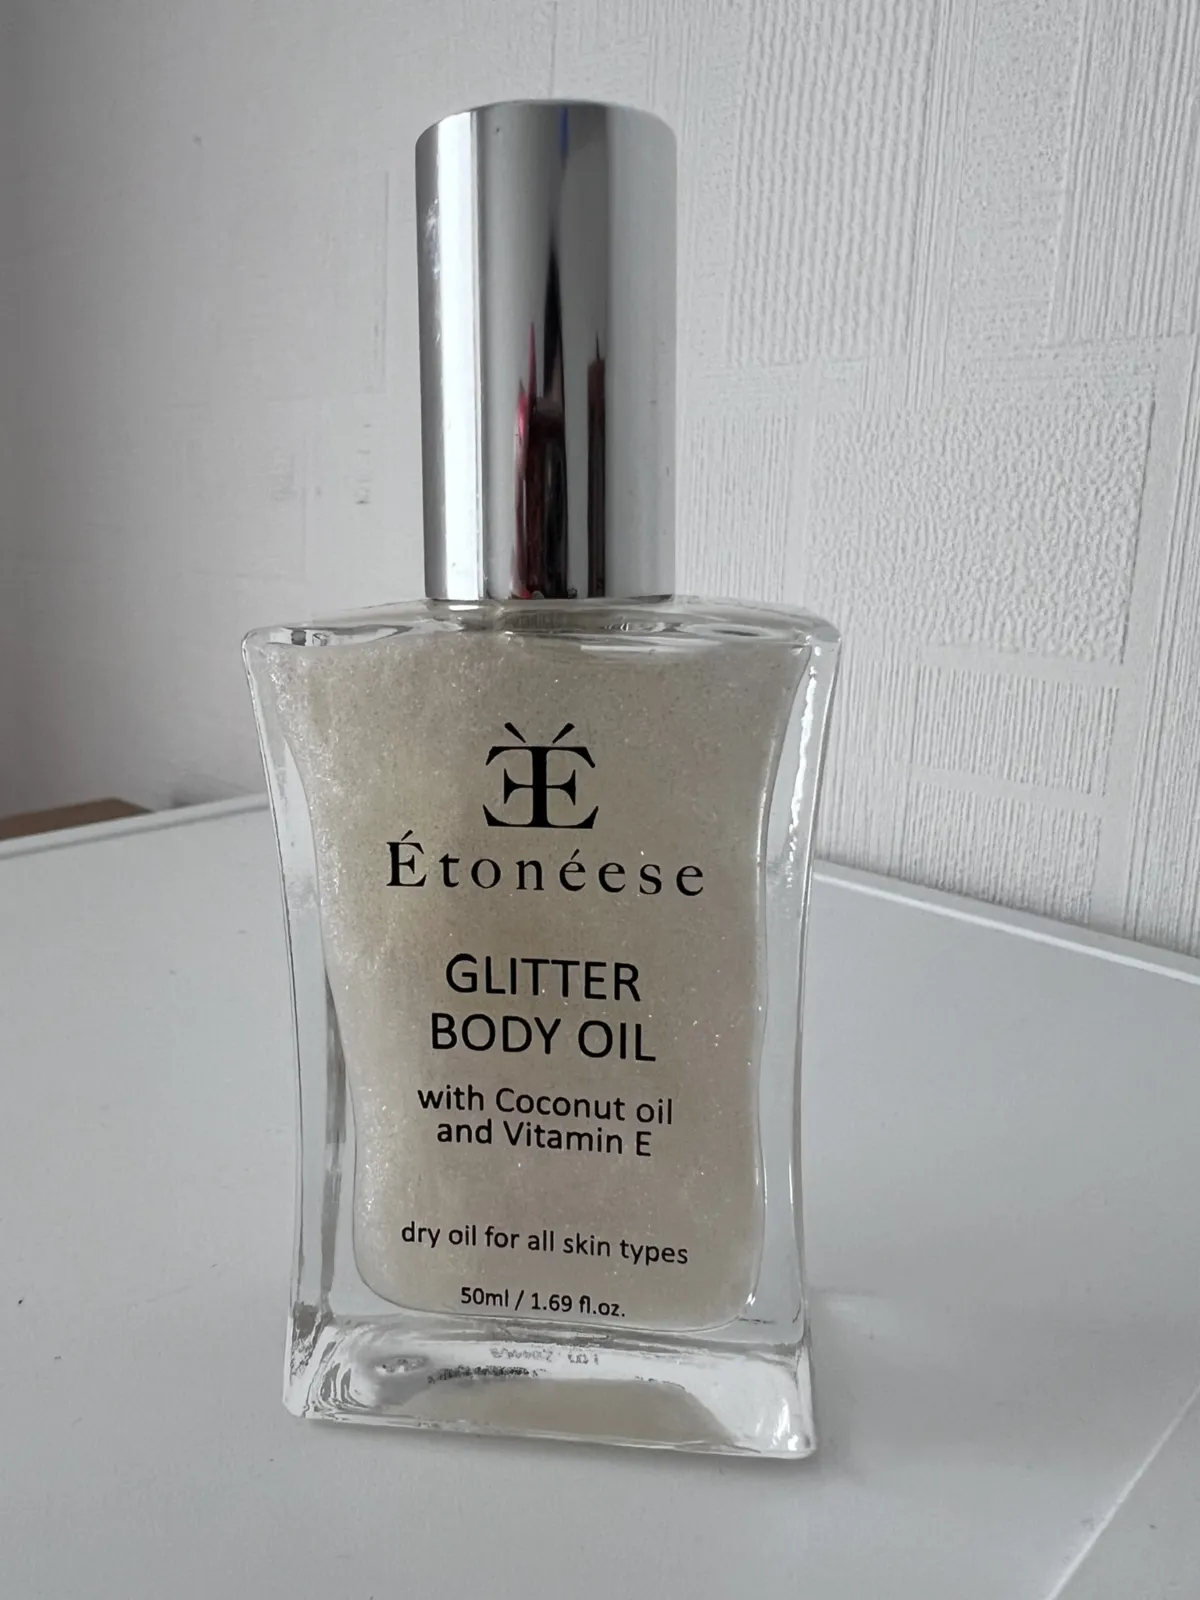 Étonéese
GLITTER
BODY OIL
with Coconut oil
and Vitamin E
dry oil for all skin types
50ml / 1.69 fl.oz.